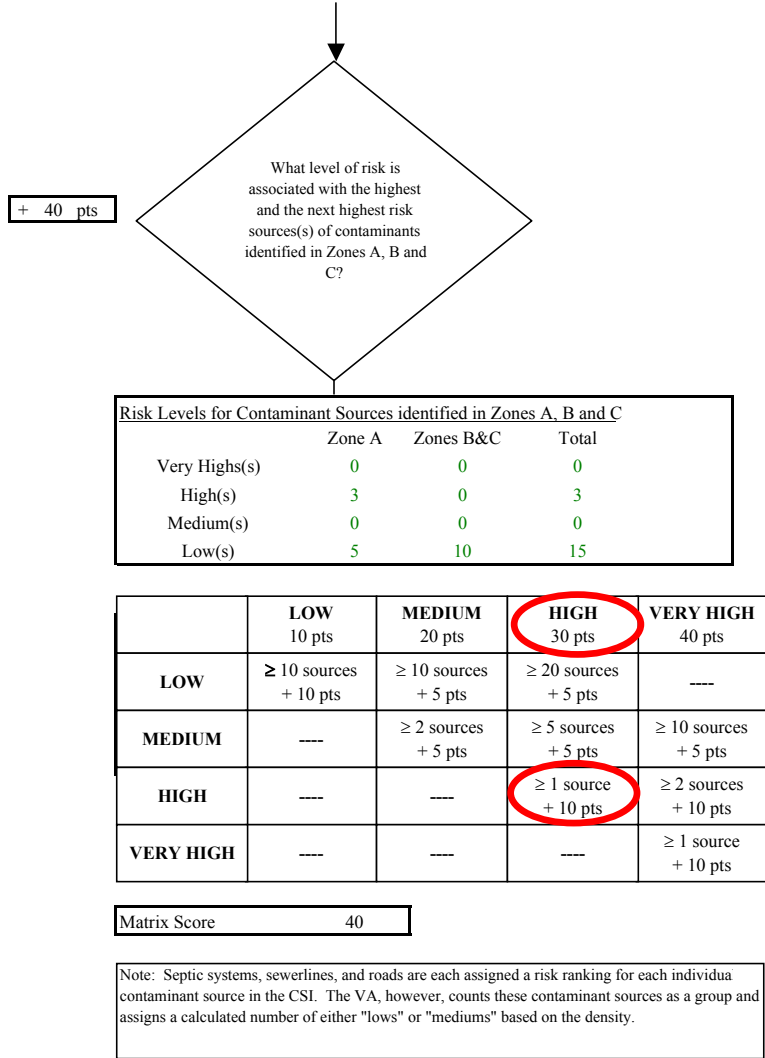 What level of risk is
associated with the highest
and the next highest risk
sources(s) of contaminants
identified in Zones A, B and
C?
+ 40 pts
Risk Levels for Contaminant Sources identified in Zones A, B and C
Zone A Zones B&C Total
Very Highs(s) 0 0 0
High(s) 3 0 3
Medium(s) 0 0 0
Low(s) 5 10 15
LOW MEDIUM HIGH VERY HIGH
10 pts 20 pts 30 pts 40 pts
LOW ≥ 10 sources ≥ 10 sources ≥ 20 sources ----
+ 10 pts + 5 pts + 5 pts
MEDIUM ---- ≥ 2 sources ≥ 5 sources ≥ 10 sources
+ 5 pts + 5 pts + 5 pts
HIGH ---- ---- ≥ 1 source ≥ 2 sources
+ 10 pts + 10 pts
VERY HIGH ---- ---- ---- ≥ 1 source
+ 10 pts
Matrix Score 40
Note: Septic systems, sewerlines, and roads are each assigned a risk ranking for each individua
contaminant source in the CSI. The VA, however, counts these contaminant sources as a group and
assigns a calculated number of either "lows" or "mediums" based on the density.